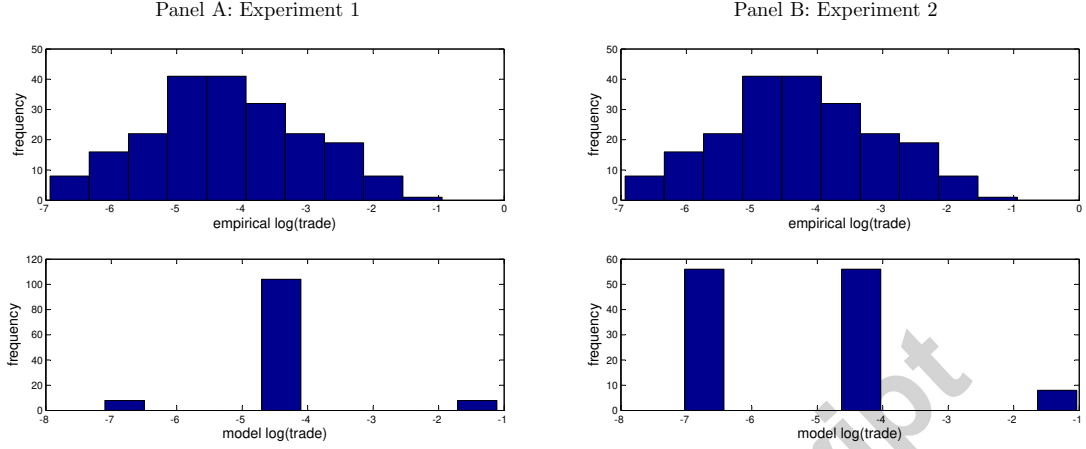 Panel A: Experiment 1
Panel B: Experiment 2
50
40
30
20
10
0
frequency
-7 -6 -5 -4 -3 -2 -1 0
empirical log(trade)
50
40
30
20
10
0
frequency
-7 -6 -5 -4 -3 -2 -1 0
empirical log(trade)
120
100
80
60
40
20
0
frequency
-8 -7 -6 -5 -4 -3 -2 -1
model log(trade)
60
50
40
30
20
10
0
frequency
-8 -7 -6 -5 -4 -3 -2 -1
model log(trade)
ript